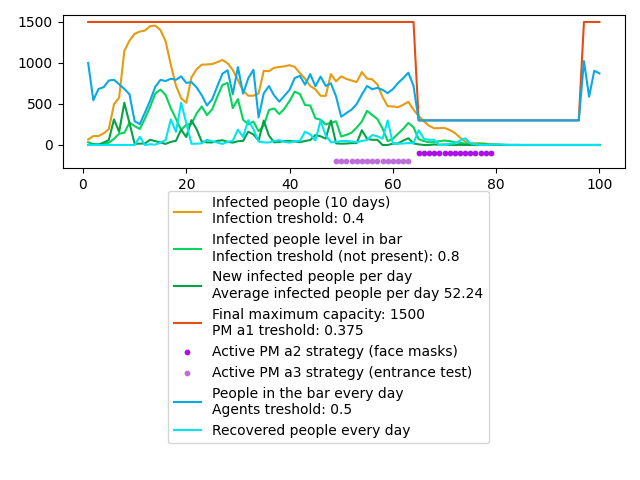 1500
1000
500
0
0
20
40
60
80
100
Infected people (10 days)
Infection treshold: 0.4
Infected people level in bar
Infection treshold (not present): 0.8
New infected people per day
Average infected people per day 52.24
Final maximum capacity: 1500
PM a1 treshold: 0.375
Active PM a2 strategy (face masks)
Active PM a3 strategy (entrance test)
People in the bar every day
Agents treshold: 0.5
Recovered people every day